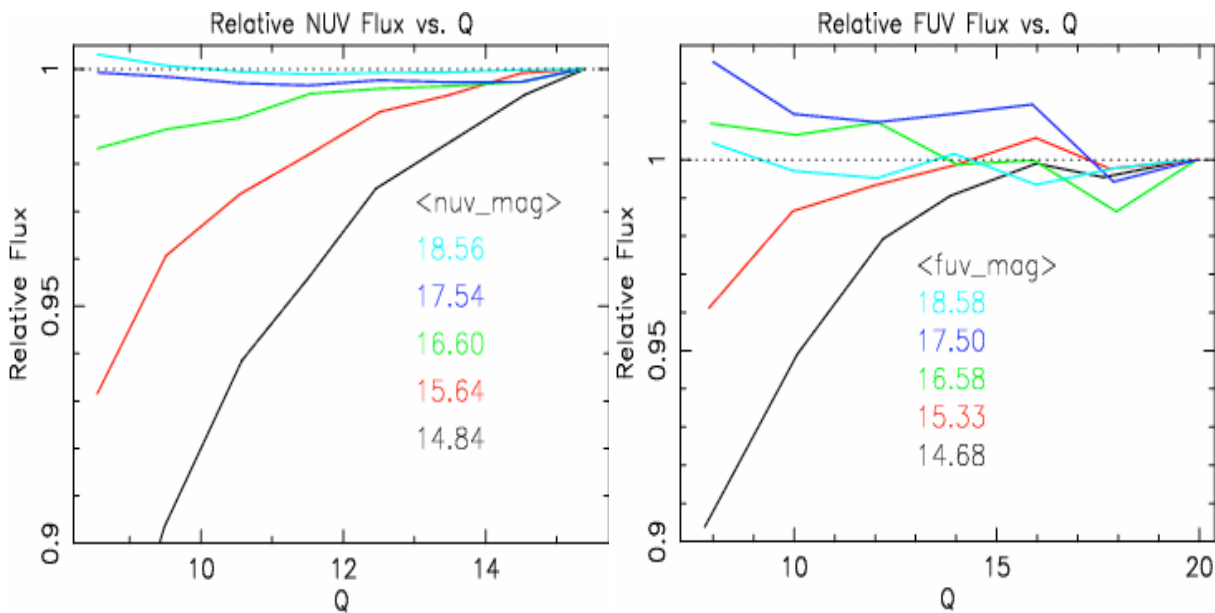 Relative NUV Flux vs. Q
Relative Flux
1
0.95
0.9
<nuv_mag>
18.56
17.54
16.60
15.64
14.84
10
12
14
Q
Relative FUV Flux vs. Q
Relative Flux
1
0.95
0.9
<fuv_mag>
18.58
17.50
16.58
15.33
14.68
10
15
20
Q